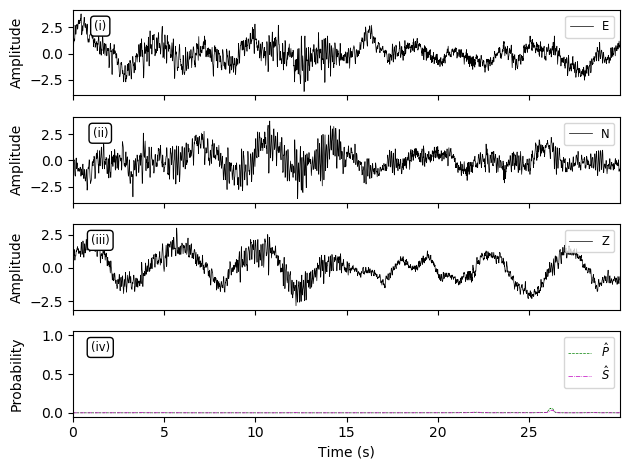 Amplitude
2.5
0.0
−2.5
(i)
E
Amplitude
2.5
0.0
−2.5
(ii)
N
Amplitude
2.5
0.0
−2.5
(iii)
Z
Probability
1.0
0.5
0.0
(iv)
P̂
Ŝ
0 5 10 15 20 25
Time (s)